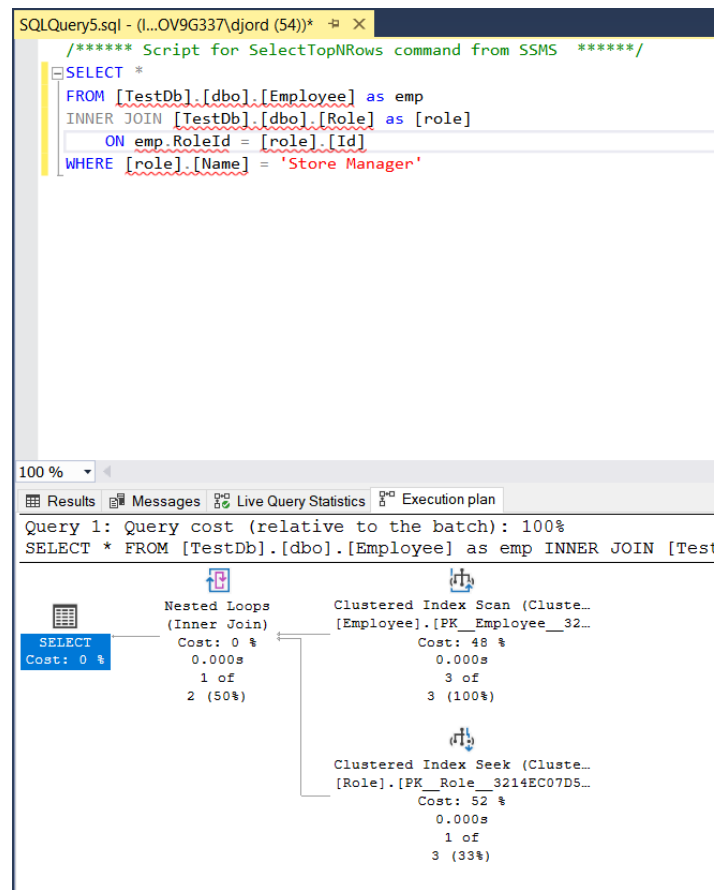 SQLQuery5.sql - (l...OV9G337\djord (54))*
/****** Script for SelectTopNRows command from SSMS  ******/
SELECT *
FROM [TestDb].[dbo].[Employee] as emp
INNER JOIN [TestDb].[dbo].[Role] as [role]
ON emp.RoleId = [role].[Id]
WHERE [role].[Name] = 'Store Manager'
100 %
Results Messages Live Query Statistics Execution plan
Query 1: Query cost (relative to the batch): 100%
SELECT * FROM [TestDb].[dbo].[Employee] as emp INNER JOIN [Test
SELECT
Cost: 0 %
Nested Loops
(Inner Join)
Cost: 0 %
0.000s
1 of
2 (50%)
Clustered Index Scan (Cluste...
[Employee].[PK__Employee__32...
Cost: 48 %
0.000s
3 of
3 (100%)
Clustered Index Seek (Cluste...
[Role].[PK__Role__3214EC07D5...
Cost: 52 %
0.000s
1 of
3 (33%)